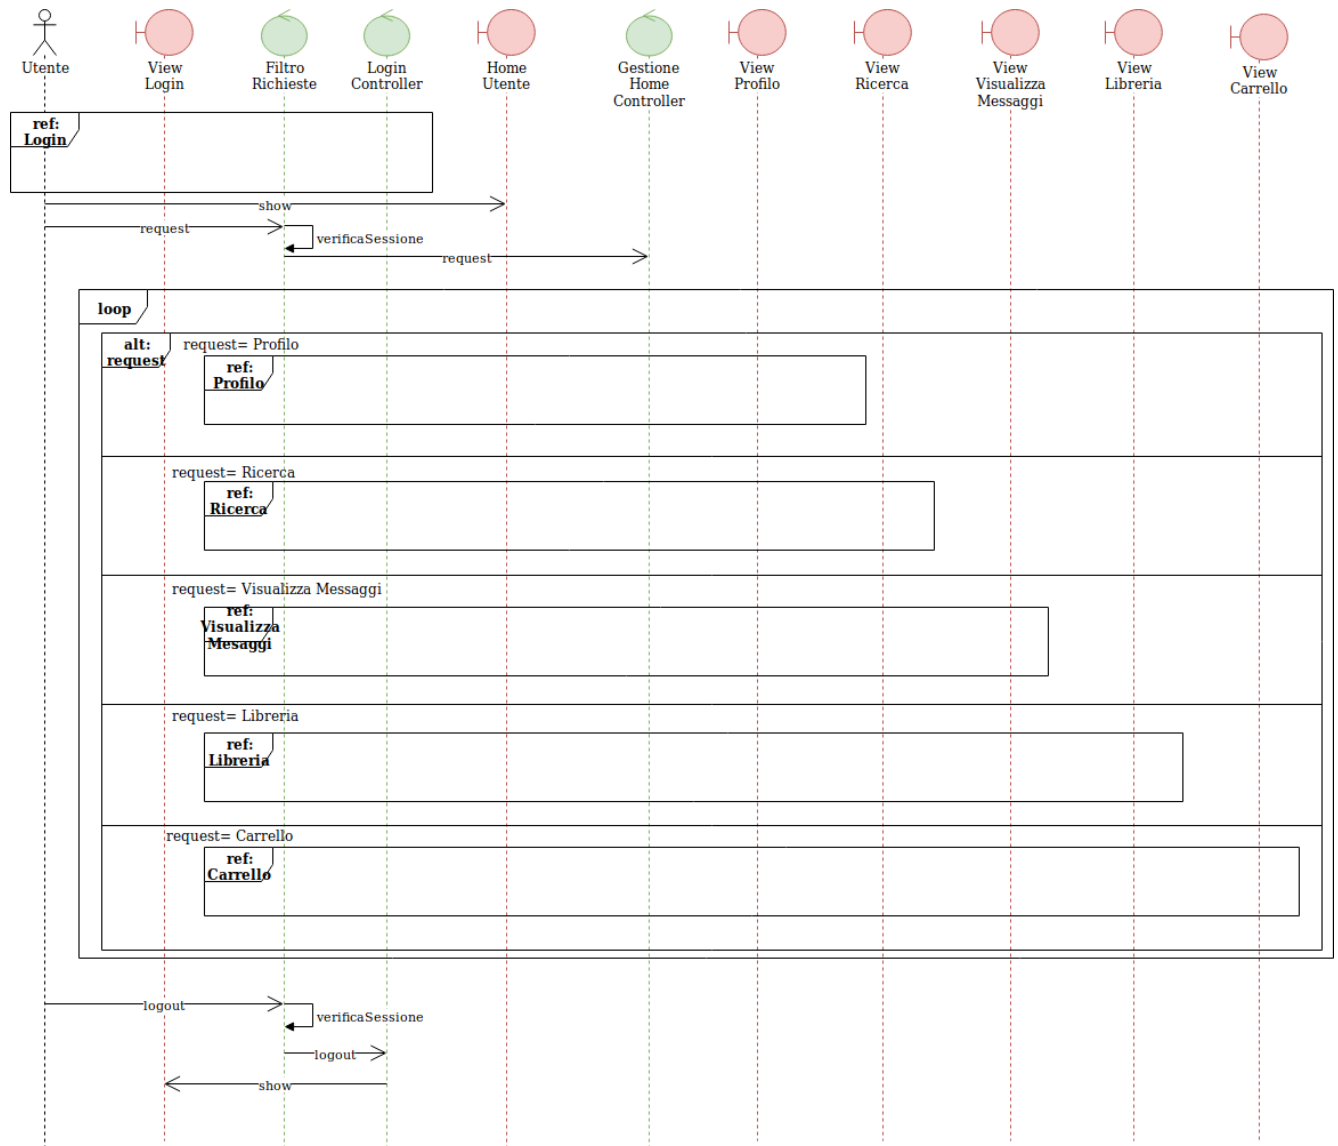 Utente
View
Login
Filtro
Richieste
Login
Controller
Home
Utente
Gestione
Home
Controller
View
Profilo
View
Ricerca
View
Visualizza
Messaggi
View
Libreria
View
Carrello
ref:
Login
show
request
verificaSessione
request
loop
alt:
request
request= Profilo
ref:
Profilo
request= Ricerca
ref:
Ricerca
request= Visualizza Messaggi
ref:
Visualizza
Mesaggi
request= Libreria
ref:
Libreria
request= Carrello
ref:
Carrello
logout
verificaSessione
logout
show